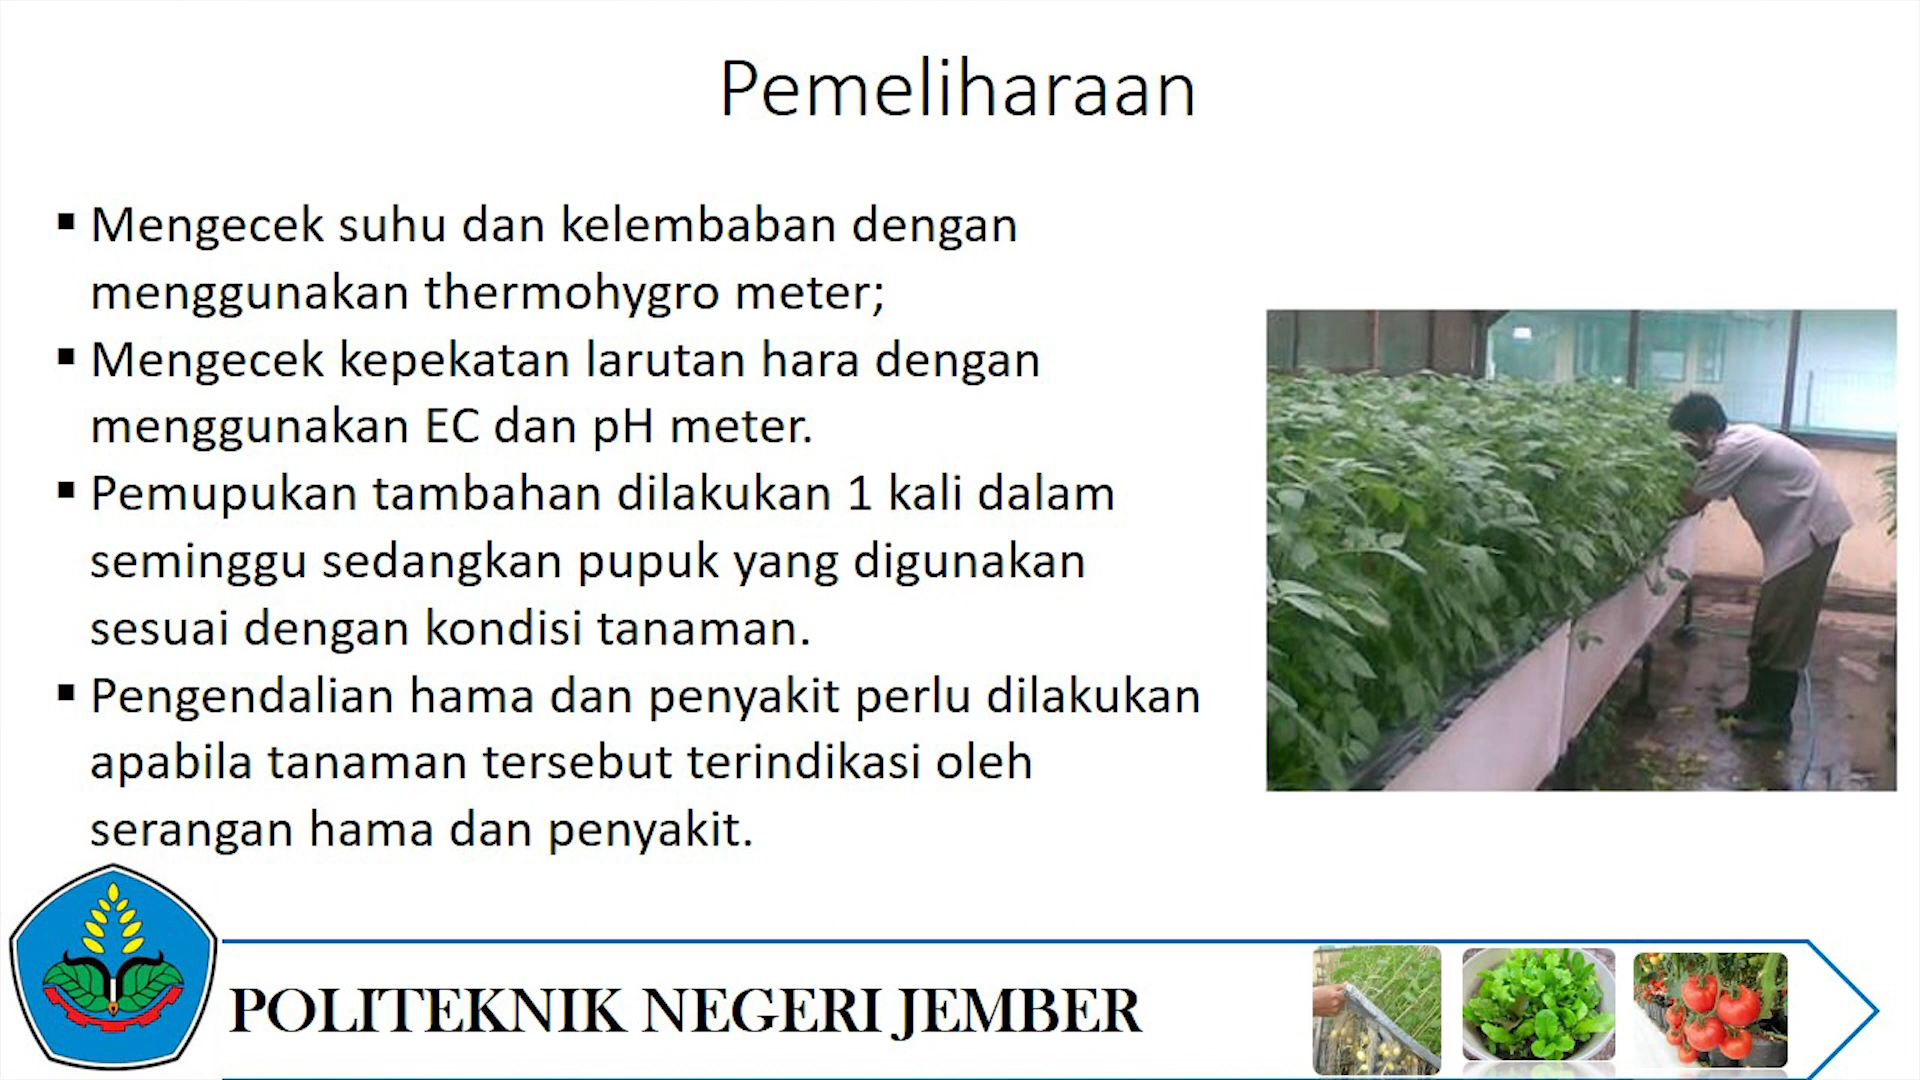 Pemeliharaan
▪ Mengecek suhu dan kelembaban dengan
menggunakan thermohygro meter;
▪ Mengecek kepekatan larutan hara dengan
menggunakan EC dan pH meter.
▪ Pemupukan tambahan dilakukan 1 kali dalam
seminggu sedangkan pupuk yang digunakan
sesuai dengan kondisi tanaman.
▪ Pengendalian hama dan penyakit perlu dilakukan
apabila tanaman tersebut terindikasi oleh
serangan hama dan penyakit.
POLITEKNIK NEGERI JEMBER